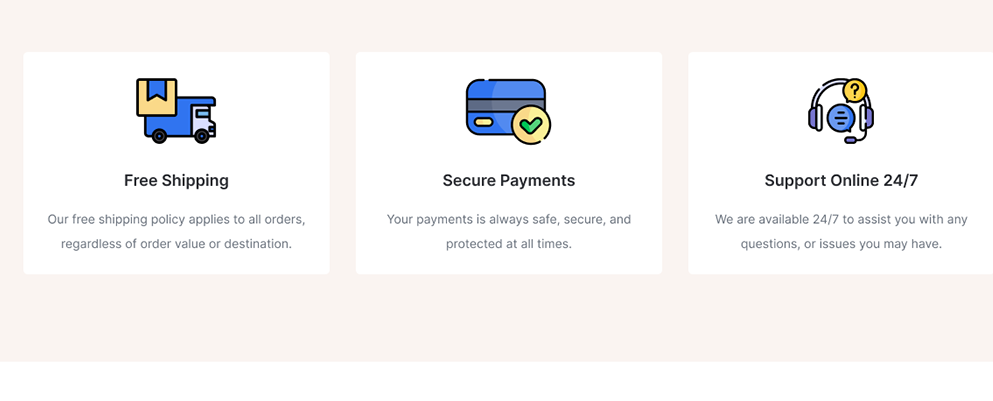 Free Shipping
Our free shipping policy applies to all orders,
regardless of order value or destination.
Secure Payments
Your payments is always safe, secure, and
protected at all times.
Support Online 24/7
We are available 24/7 to assist you with any
questions, or issues you may have.